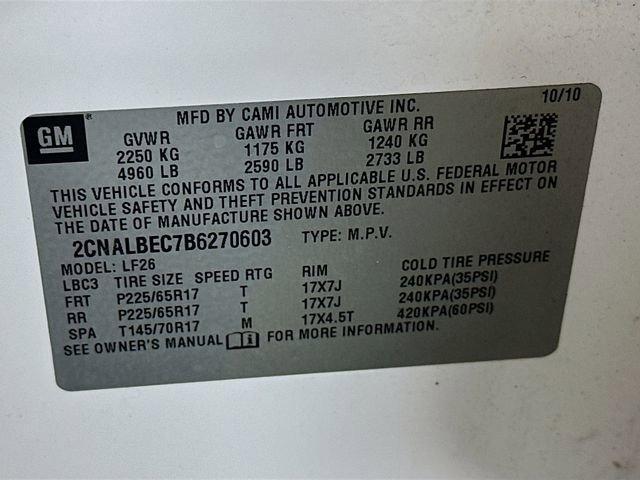 GM ® MFD BY CAMI AUTOMOTIVE INC. 10/10
GVWR GAWR FRT GAWR RR
2250 KG 1175 KG 1240 KG
4960 LB 2590 LB 2733 LB
THIS VEHICLE CONFORMS TO ALL APPLICABLE U.S. FEDERAL MOTOR
VEHICLE SAFETY AND THEFT PREVENTION STANDARDS IN EFFECT ON
THE DATE OF MANUFACTURE SHOWN ABOVE.
2CNALBEC7B6270603 TYPE: M.P.V.
MODEL: LF26
LBC3 TIRE SIZE SPEED RTG RIM COLD TIRE PRESSURE
FRT P225/65R17 T 17X7J 240KPA(35PSI)
RR P225/65R17 T 17X7J 240KPA(35PSI)
SPA T145/70R17 M 17X4.5T 420KPA(60PSI)
SEE OWNER'S MANUAL FOR MORE INFORMATION.